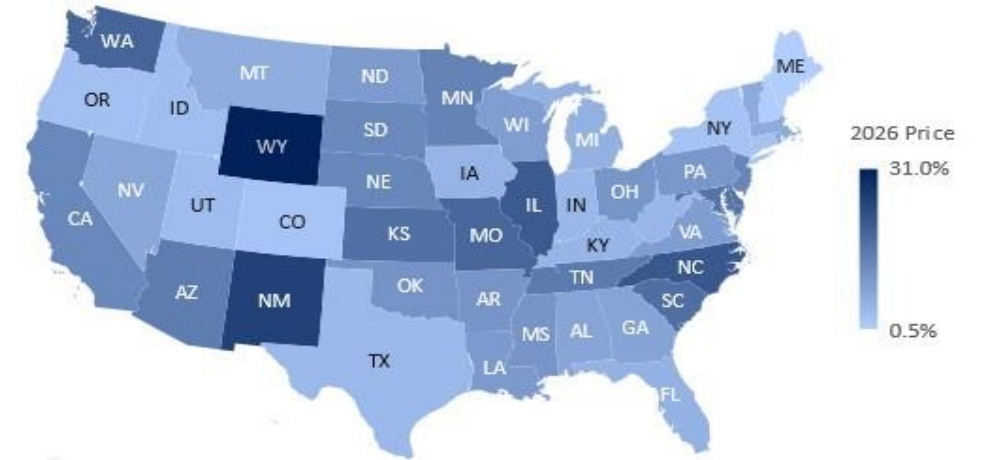 WA
ME
MT
ND
MN
OR
ID
NY
WI
SD
MI
WY
PA
IA
NE
NV
OH
UT
IL
IN
CO
CA
KS
MO
VA
KY
NC
TN
OK
AZ
NM
AR
SC
GA
MS
AL
TX
LA
FL
2026 Price
31.0%
0.5%